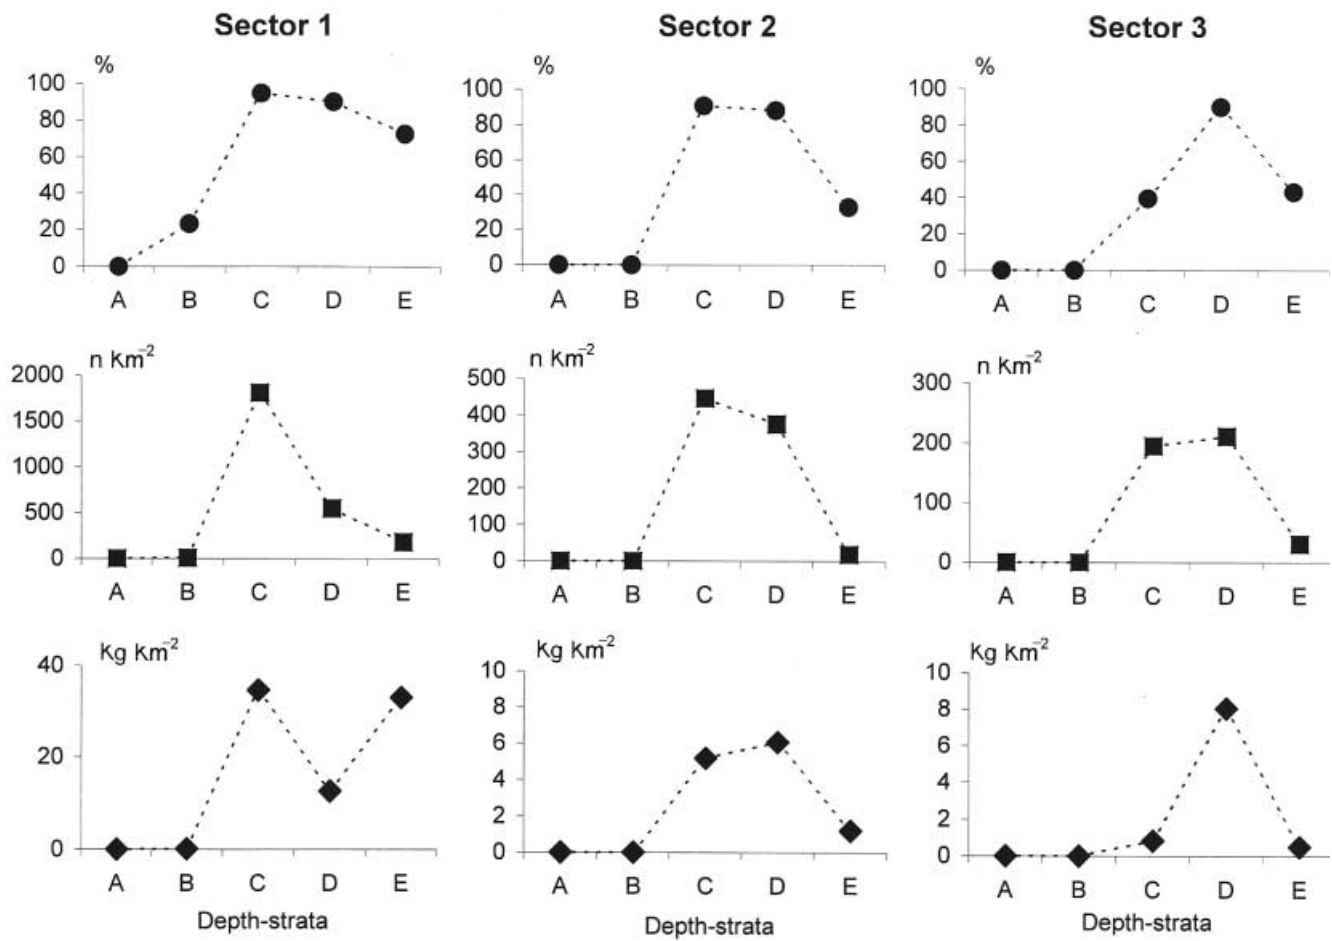 Sector 1 Sector 2 Sector 3
% % %
100 100 100
80 80 80
60 60 60
40 40 40
20 20 20
0 0 0
A B C D E A B C D E A B C D E
n Km⁻² n Km⁻² n Km⁻²
2000 500 300
1500 400 200
1000 300 100
500 200 0
0 100
0
A B C D E A B C D E A B C D E
Kg Km⁻² Kg Km⁻² Kg Km⁻²
40 10 10
20 8 8
0 6 6
4 4
2 2
0 0
A B C D E A B C D E A B C D E
Depth-strata Depth-strata Depth-strata